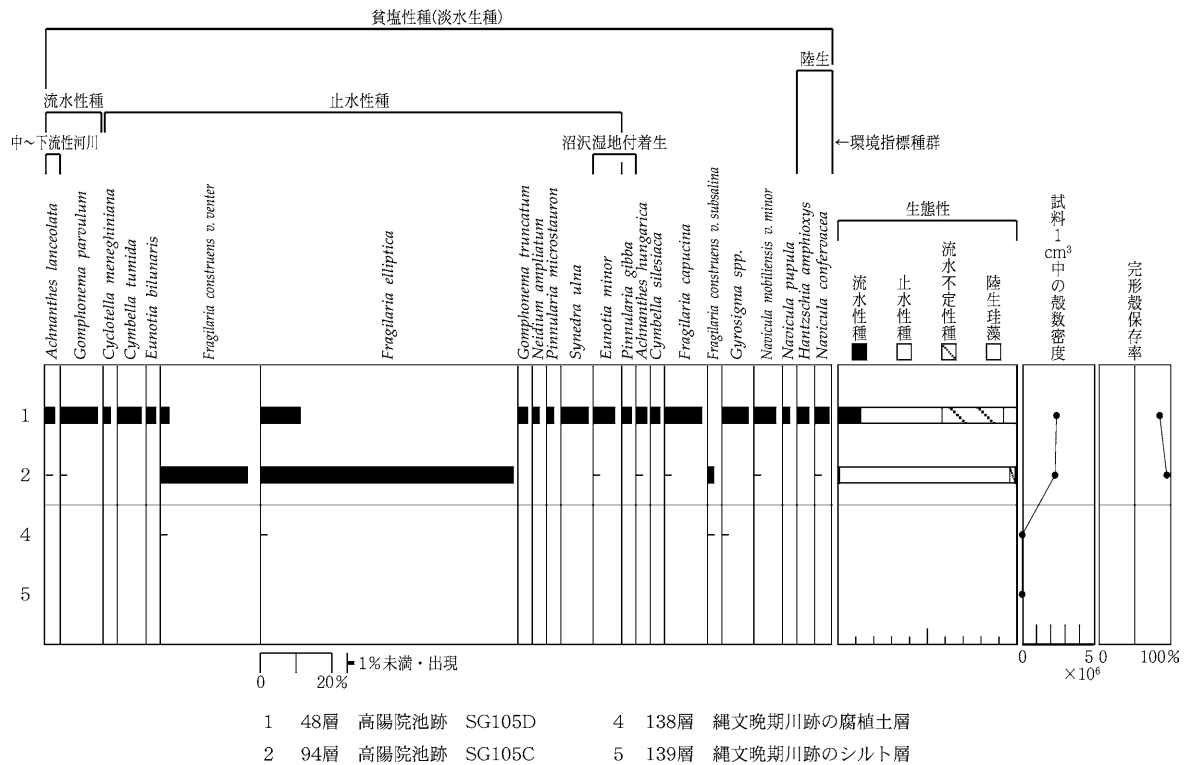 貧塩性種(淡水生種)
陸生
流水性種
止水性種
中〜下流性河川
沼沢湿地付着生
←環境指標種群
Achnanthes lanceolata
Gomphonema parvulum
Cyclotella meneghiniana
Cymbella tumida
Eunotia bilunaris
Fragilaria construens v. venter
Fragilaria elliptica
Gomphonema truncatum
Neidium ampliatum
Pinnularia microstauron
Synedra ulna
Eunotia minor
Pinnularia gibba
Achnanthes hungarica
Cymbella silesiaca
Fragilaria capucina
Fragilaria construens v. subsalina
Gyrosigma spp.
Navicula mobiliensis v. minor
Navicula pupula
Hantzschia amphioxys
Navicula confervacea
生態性
流水性種
止水性種
流水不定性種
陸生珪藻
試料1cm³中の殻数密度
完形殻保存率
1
2
4
5
0 20%
1%未満・出現
0 5
×10⁶
0 100%
1 48層 高陽院池跡 SG105D
2 94層 高陽院池跡 SG105C
4 138層 縄文晩期川跡の腐植土層
5 139層 縄文晩期川跡のシルト層